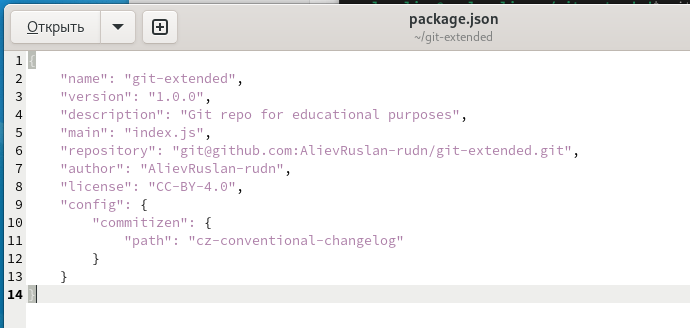 Открыть
package.json
~/git-extended
1 {
2 "name": "git-extended",
3 "version": "1.0.0",
4 "description": "Git repo for educational purposes",
5 "main": "index.js",
6 "repository": "git@github.com:AlievRuslan-rudn/git-extended.git",
7 "author": "AlievRuslan-rudn",
8 "license": "CC-BY-4.0",
9 "config": {
10 "commitizen": {
11 "path": "cz-conventional-changelog"
12 }
13 }
14 }